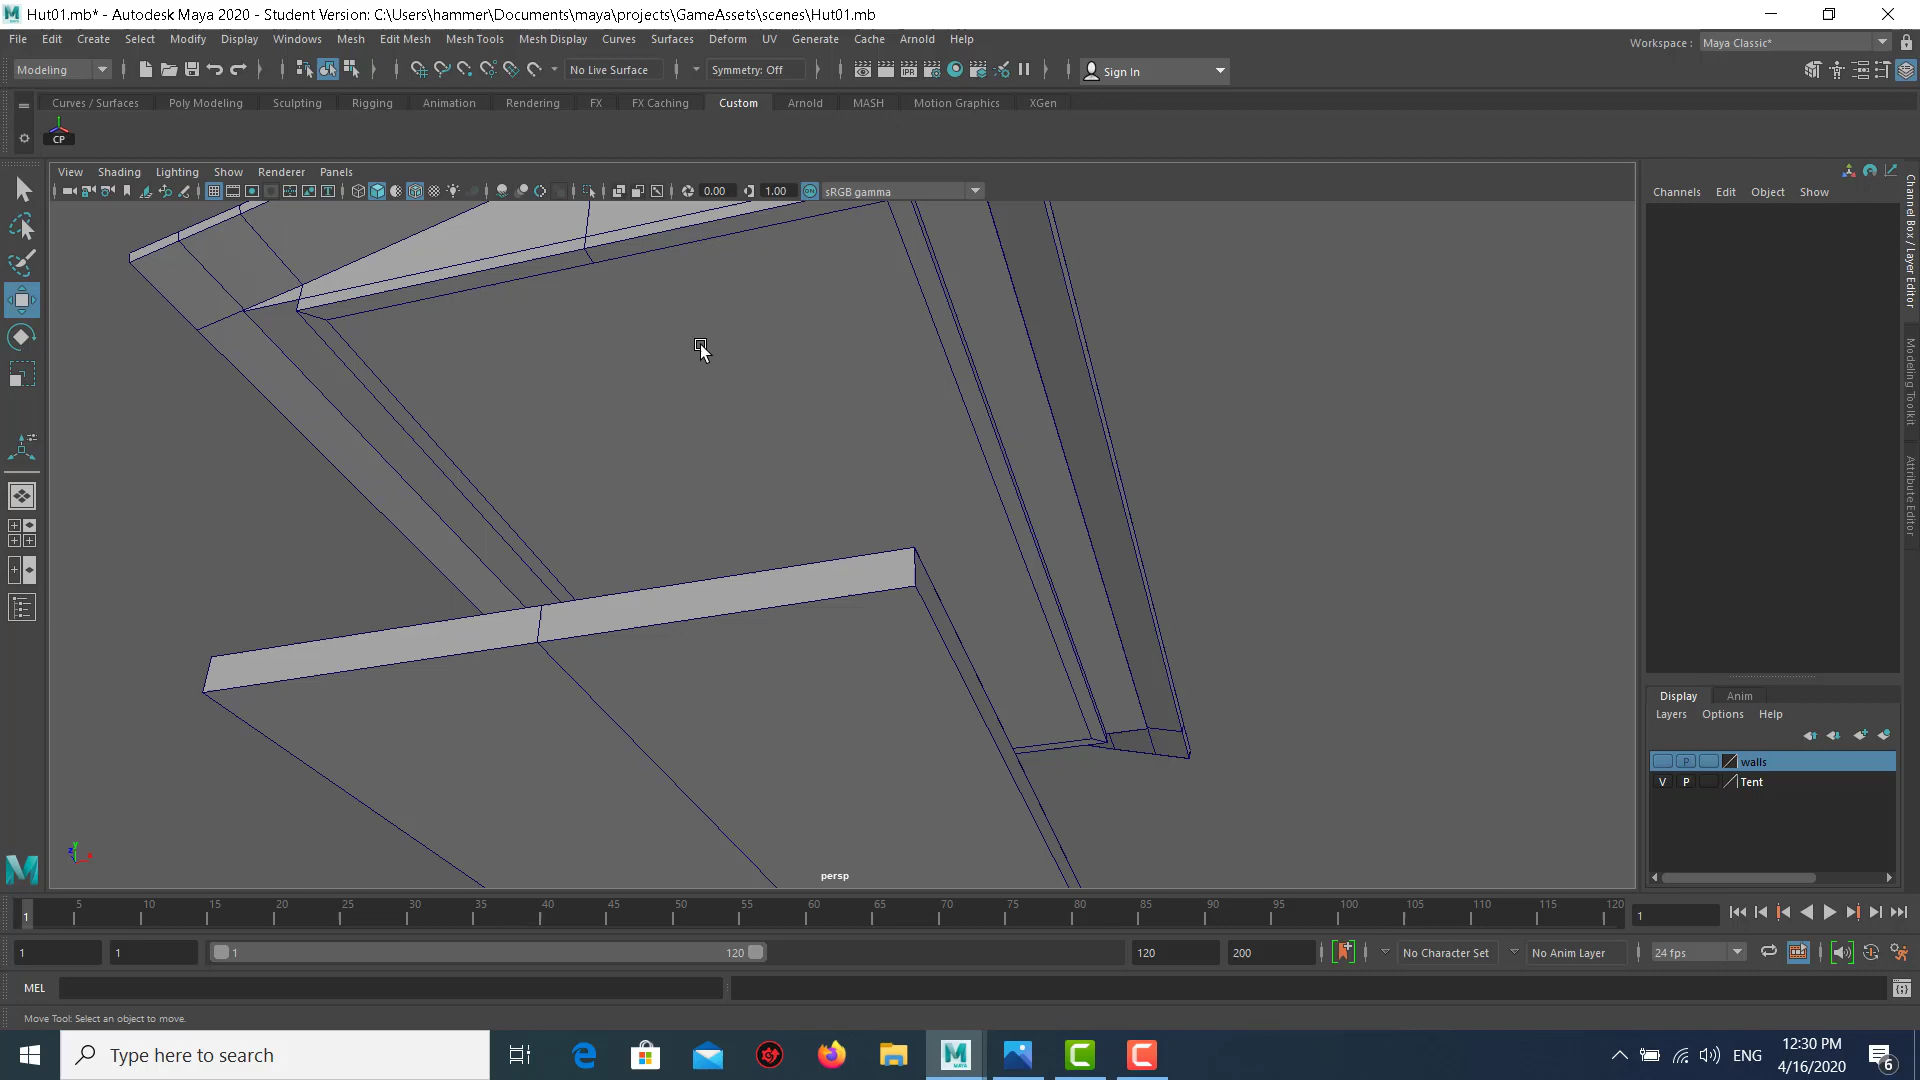 Hut01.mb* - Autodesk Maya 2020 - Student Version: C:\Users\hammer\Documents\maya\projects\GameAssets\scenes\Hut01.mb
File Edit Create Select Modify Display Windows Mesh Edit Mesh Mesh Tools Mesh Display Curves Surfaces Deform UV Generate Cache Arnold Help
Workspace : Maya Classic*
Modeling No Live Surface Symmetry: Off Sign In
Curves / Surfaces Poly Modeling Sculpting Rigging Animation Rendering FX FX Caching Custom Arnold MASH Motion Graphics XGen
CP
View Shading Lighting Show Renderer Panels
0.00 1.00 ON sRGB gamma
Channels Edit Object Show
Channel Box / Layer Editor
Modeling Toolkit
Attribute Editor
Display Anim
Layers Options Help
P walls
V P Tent
y
z x
persp
1 5 10 15 20 25 30 35 40 45 50 55 60 65 70 75 80 85 90 95 100 105 110 115 120
1
1 1 1 120 120 200 No Character Set No Anim Layer 24 fps
MEL
Move Tool: Select an object to move.
Type here to search
ENG
12:30 PM
4/16/2020
6